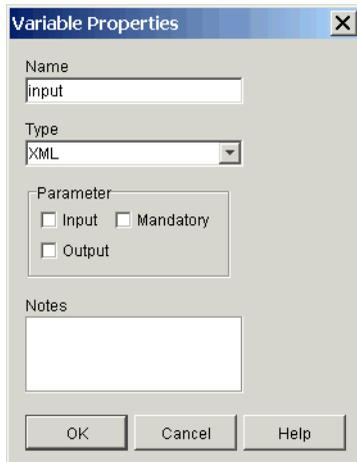 Variable Properties
Name
input
Type
XML
Parameter
Input Mandatory
Output
Notes
OK Cancel Help